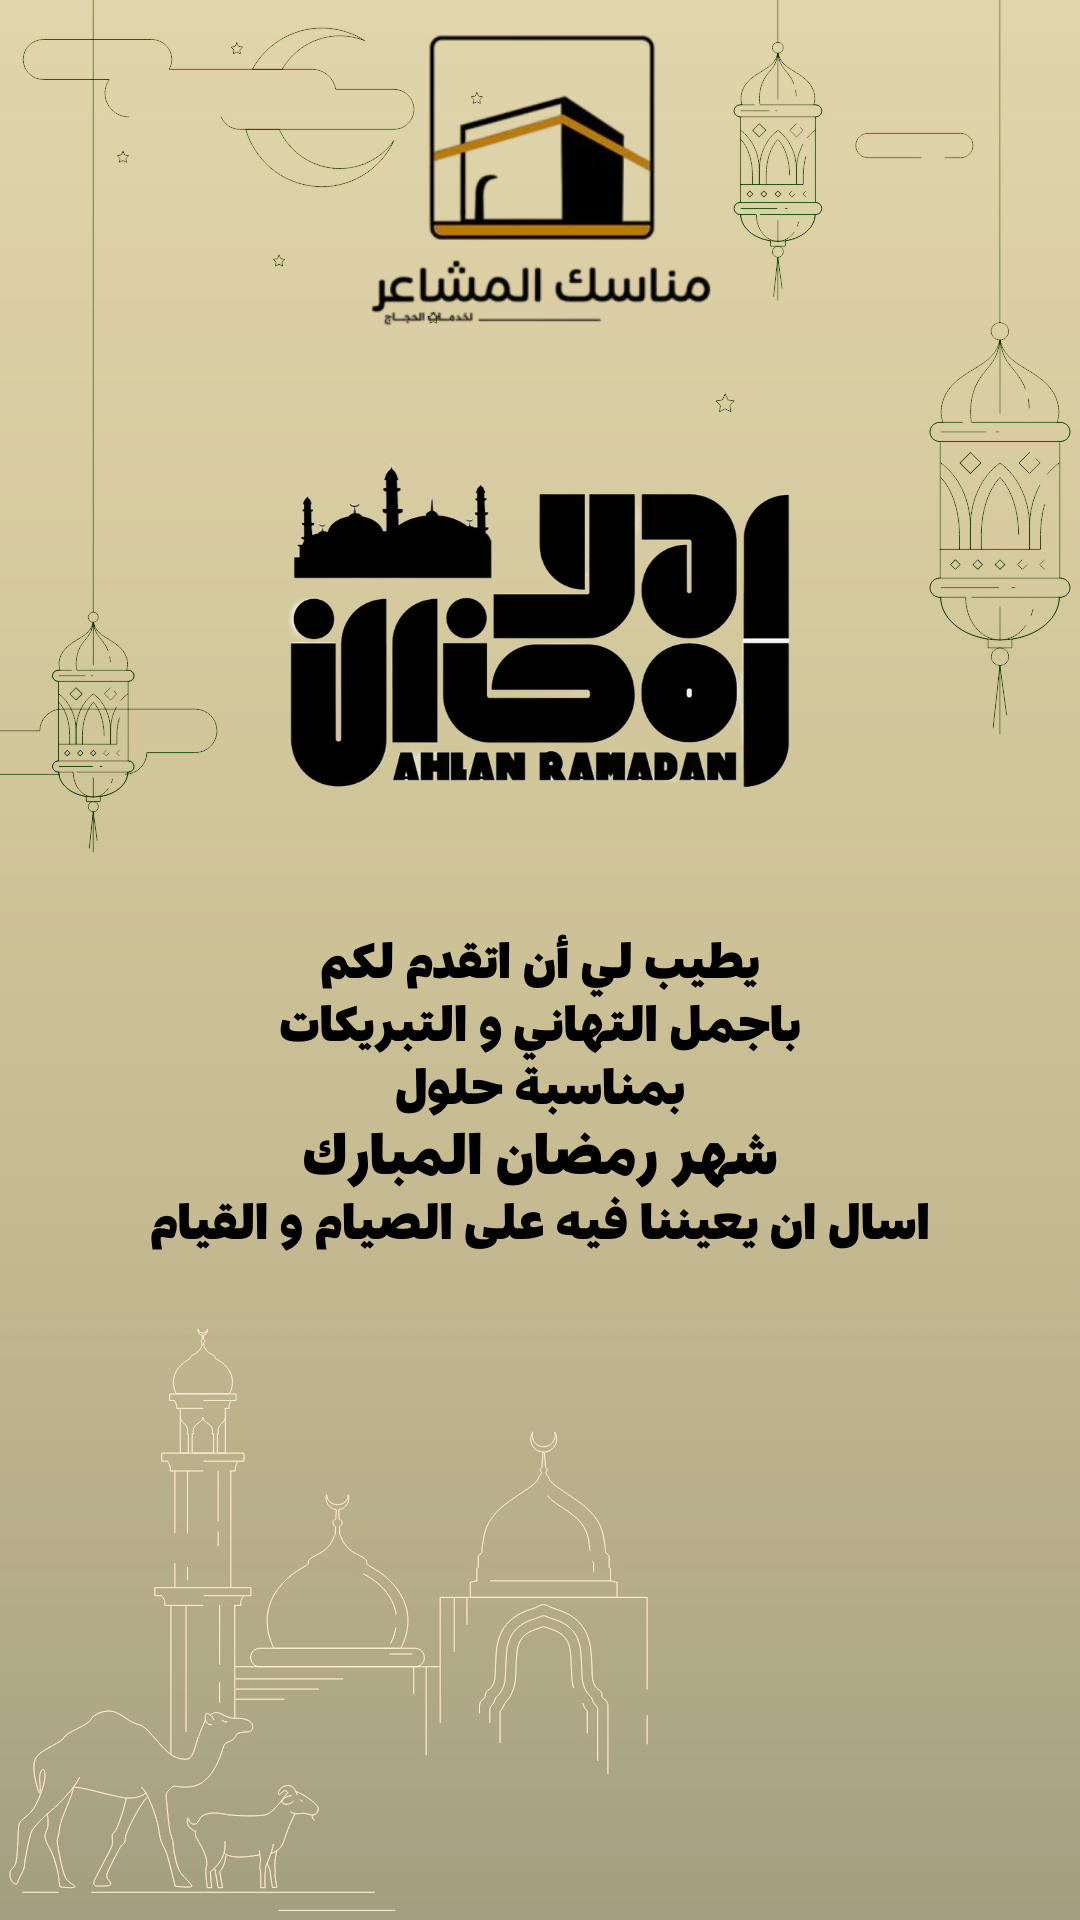 مناسك المشاعر
لخدمات الحجاج
اهلا
رمضان
AHLAN RAMADAN
يطيب لي أن اتقدم لكم
باجمل التهاني و التبريكات
بمناسبة حلول
شهر رمضان المبارك
اسال ان يعيننا فيه على الصيام و القيام